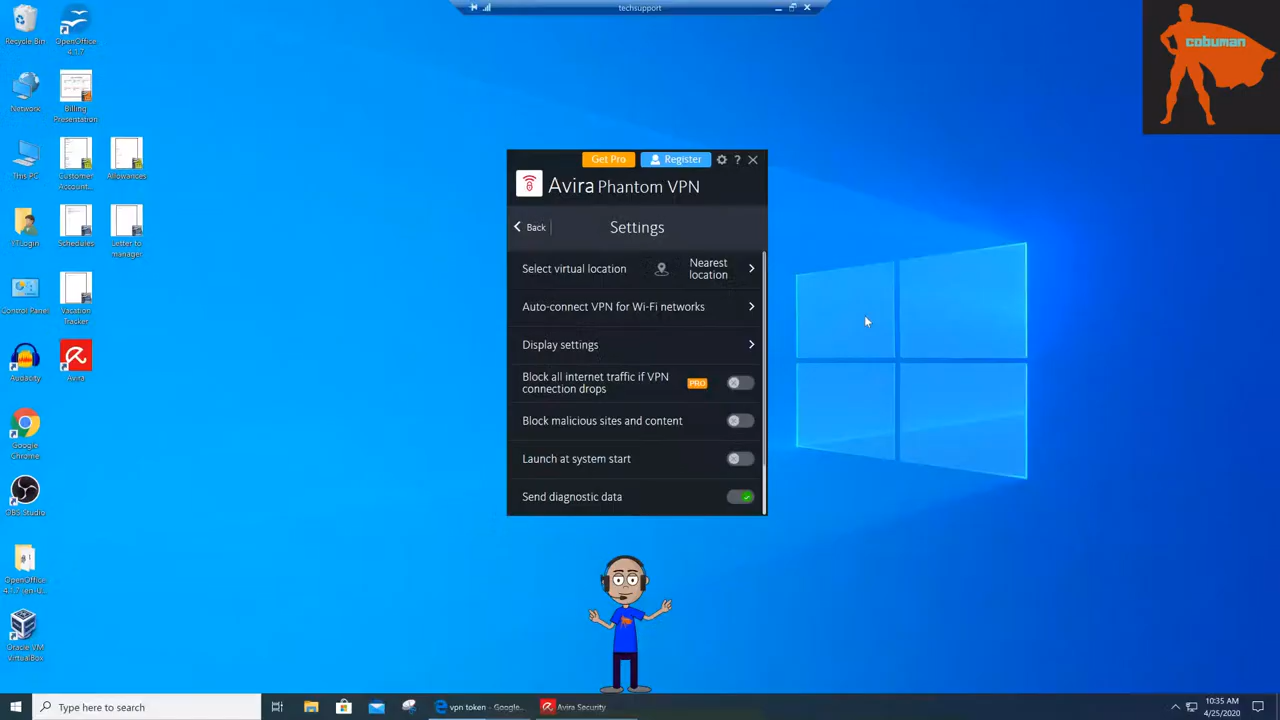 techsupport
cobuman
Recycle Bin
OpenOffice
4.1.7
Network
Billing
Presentation
This PC
Customer
Account...
Allowances
YTLogin
Schedules
Letter to
manager
Control Panel
Vacation
Tracker
Audacity
Avira
Google
Chrome
OBS Studio
OpenOffice
4.1.7 (en-U...
Oracle VM
VirtualBox
Get Pro
Register
?
Avira Phantom VPN
Back
Settings
Select virtual location
Nearest
location
Auto-connect VPN for Wi-Fi networks
Display settings
Block all internet traffic if VPN
connection drops
PRO
Block malicious sites and content
Launch at system start
Send diagnostic data
Type here to search
vpn token - Google...
Avira Security
10:35 AM
4/25/2020